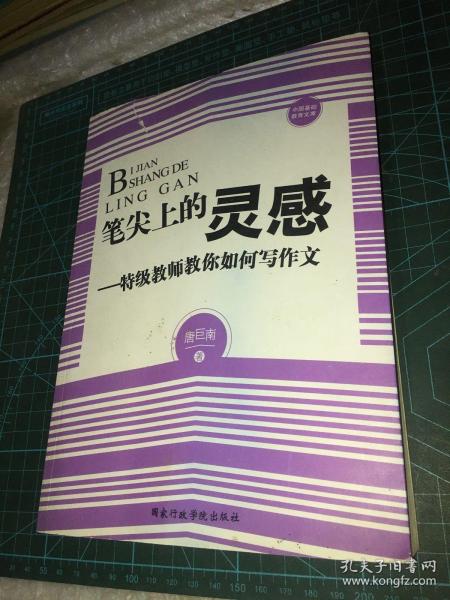 中国基础
教育文库
BIJIAN
SHANG DE
LING GAN
笔尖上的灵感
——特级教师教你如何写作文
唐巨南
著
国家行政学院出版社
孔夫子旧书网
www.kongfz.com